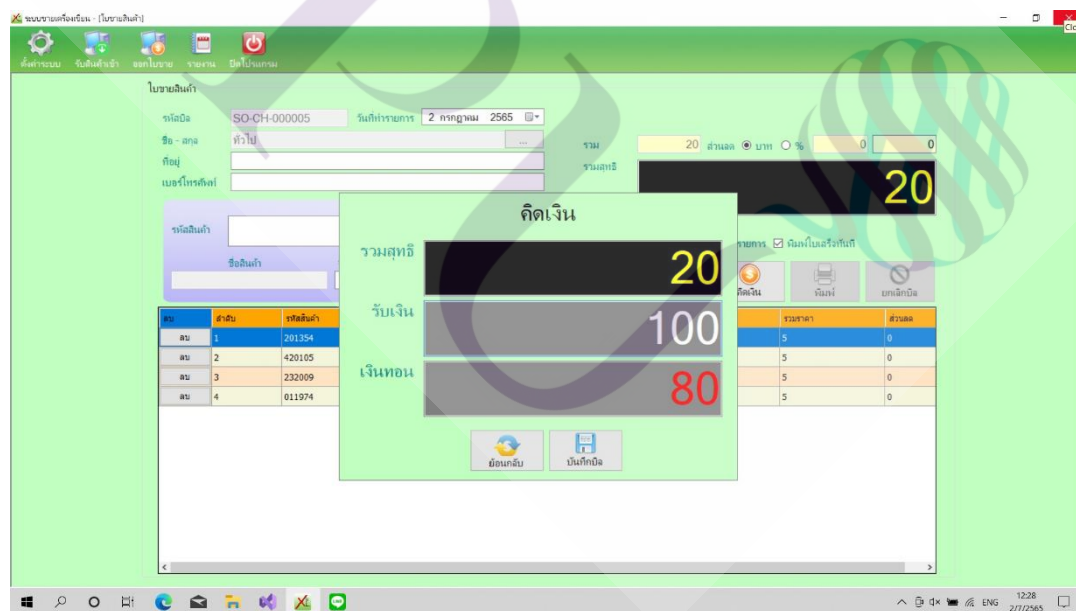 ระบบขายเครื่องเขียน - [ใบขายสินค้า]
Clo
ตั้งค่าระบบ รับสินค้าเข้า ออกใบขาย รายงาน ปิดโปรแกรม
ใบขายสินค้า
รหัสบิล SO-CH-000005 วันที่ทำรายการ 2 กรกฎาคม 2565
ชื่อ - สกุล ทั่วไป ...
รวม 20 ส่วนลด บาท % 0 0
ที่อยู่
รวมสุทธิ 20
เบอร์โทรศัพท์
รหัสสินค้า
รายการ พิมพ์ใบเสร็จทันที
ชื่อสินค้า
คิดเงิน พิมพ์ ยกเลิกบิล
คิดเงิน
รวมสุทธิ 20
รับเงิน 100
เงินทอน 80
ย้อนกลับ บันทึกบิล
ลบ ลำดับ รหัสสินค้า รวมราคา ส่วนลด
ลบ 1 201354 5 0
ลบ 2 420105 5 0
ลบ 3 232009 5 0
ลบ 4 011974 5 0
ENG 12:28
2/7/2565